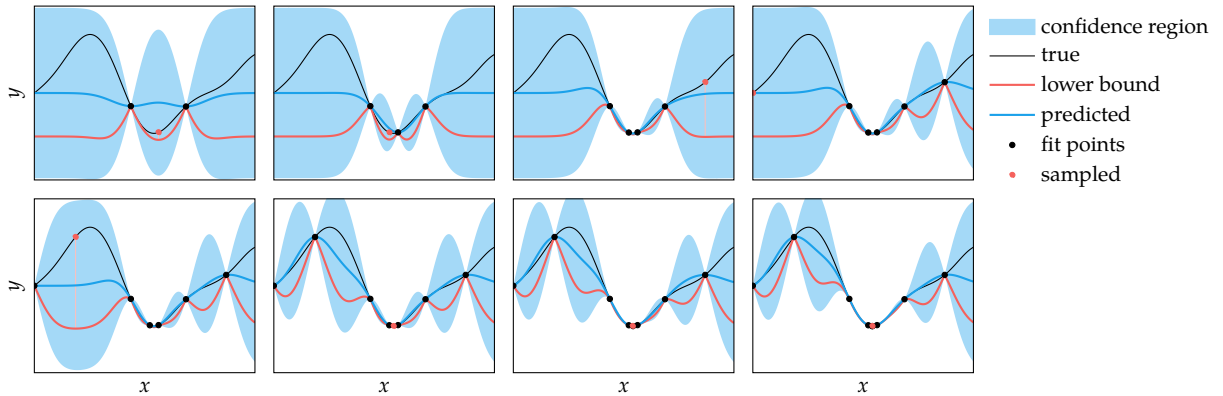 y
confidence region
true
lower bound
predicted
fit points
sampled
y
x
x
x
x